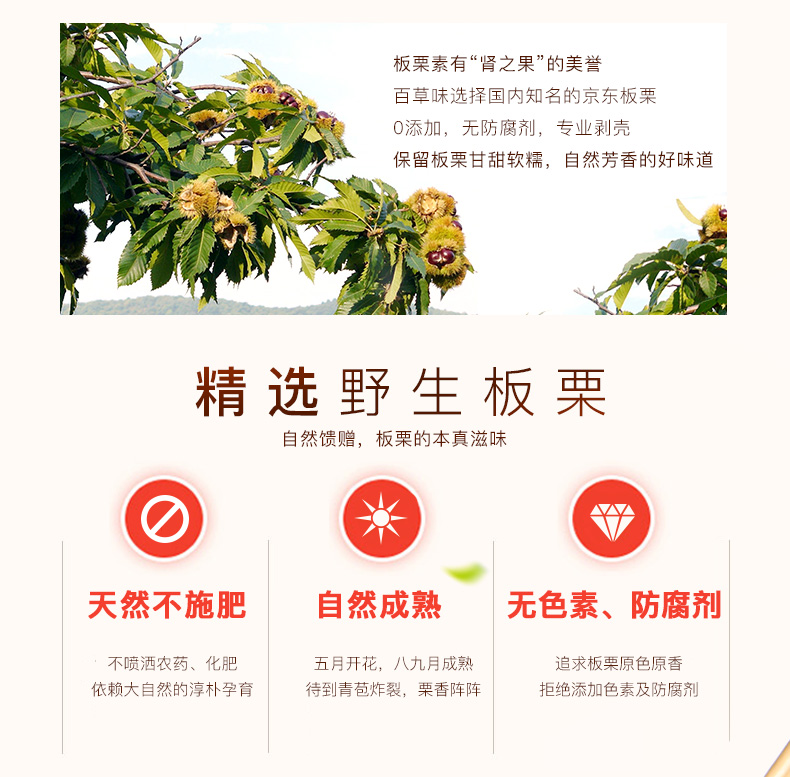 板栗素有“肾之果”的美誉
百草味选择国内知名的京东板栗
0添加，无防腐剂，专业剥壳
保留板栗甘甜软糯，自然芳香的好味道
精选野生板栗
自然馈赠，板栗的本真滋味
天然不施肥
不喷洒农药、化肥
依赖大自然的淳朴孕育
自然成熟
五月开花，八九月成熟
待到青苞炸裂，栗香阵阵
无色素、防腐剂
追求板栗原色原香
拒绝添加色素及防腐剂